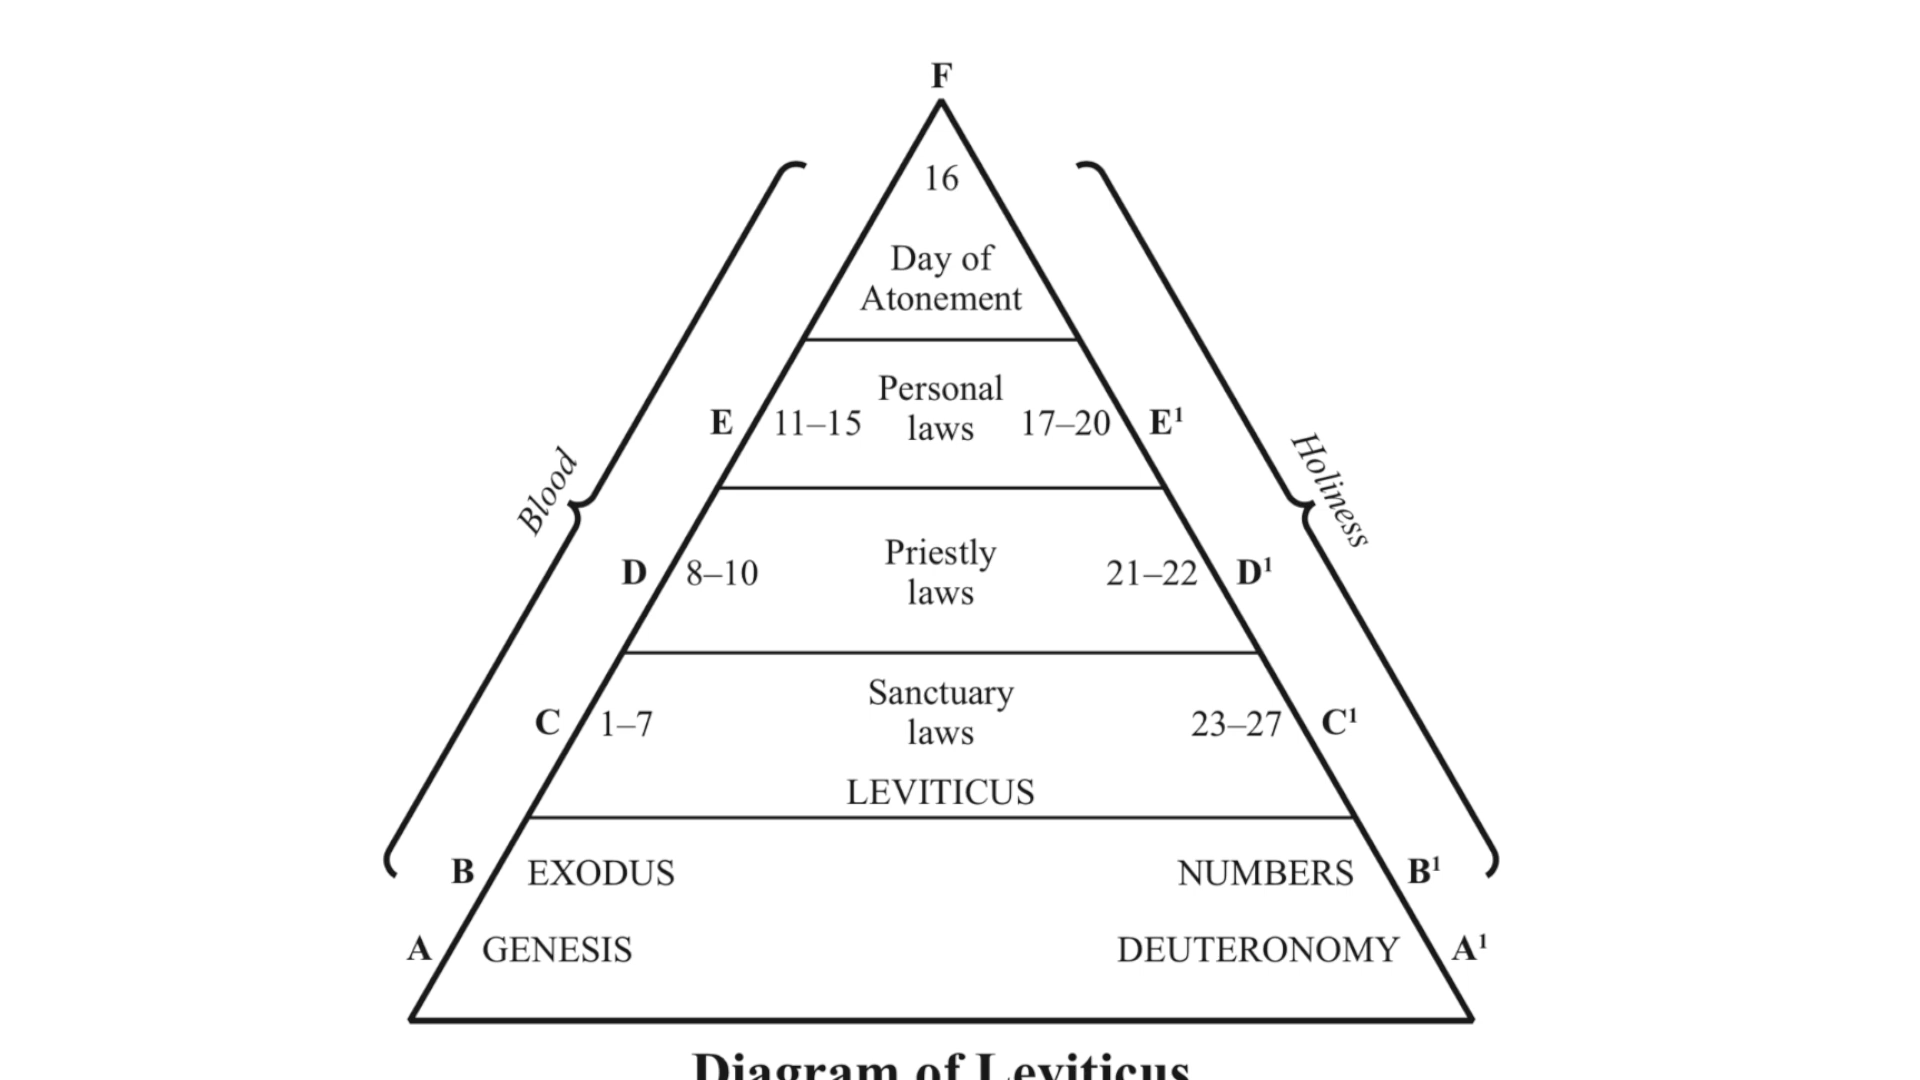 F
16
Day of
Atonement
Personal
E 11–15 laws 17–20 E¹
Blood
Holiness
Priestly
D 8–10 laws 21–22 D¹
Sanctuary
C 1–7 laws 23–27 C¹
LEVITICUS
B EXODUS NUMBERS B¹
A GENESIS DEUTERONOMY A¹
Diagram of Leviticus